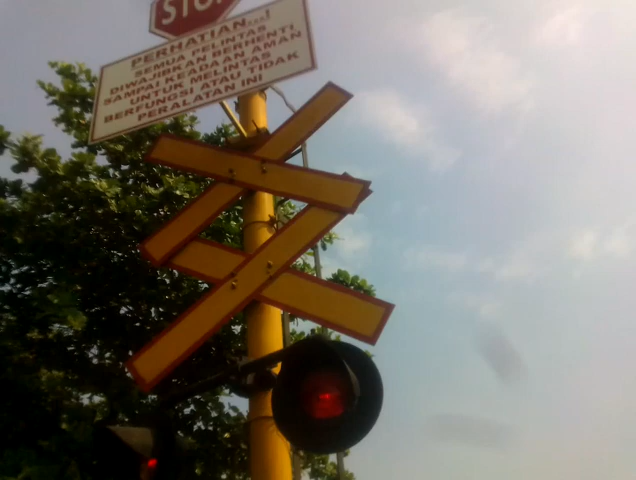 STOP
PERHATIAN...!
SEMUA PELINTAS
DIWAJIBKAN BERHENTI
SAMPAI KEADAAN AMAN
UNTUK MELINTAS
BERFUNGSI ATAU TIDAK
PERALATAN INI